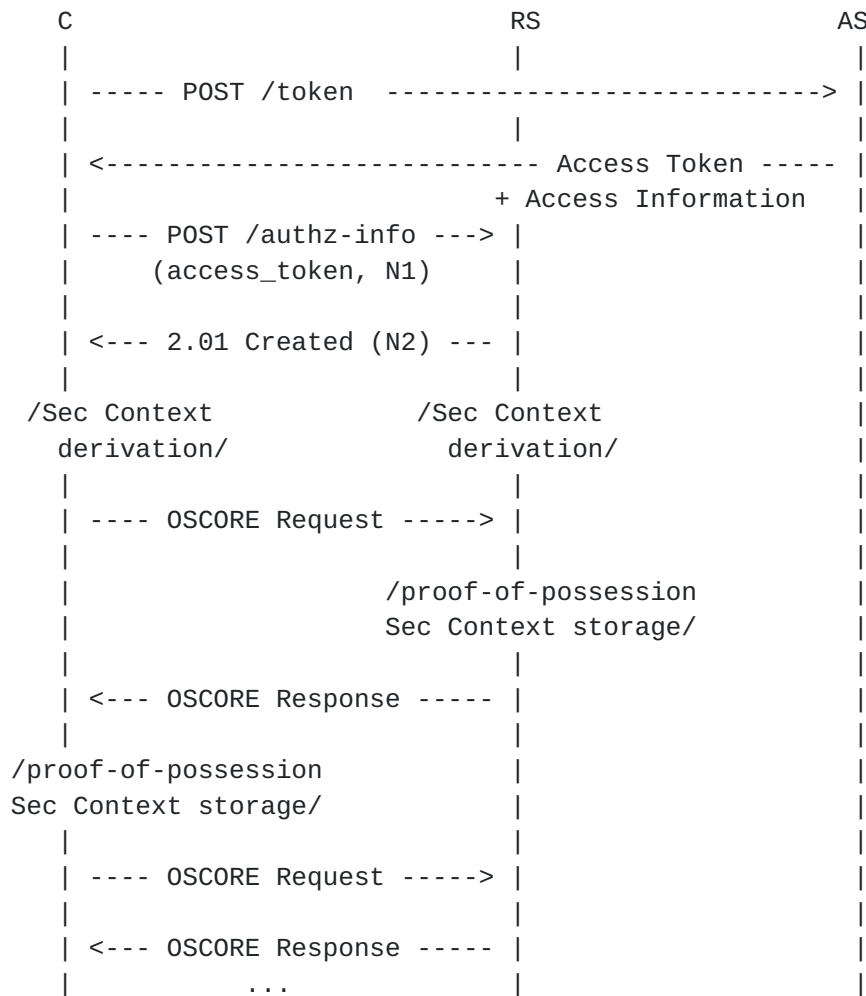 C RS AS
----- POST /token ---------------------------->
<---------------------------- Access Token -----
+ Access Information
---- POST /authz-info --->
(access_token, N1)
<--- 2.01 Created (N2) ---
/Sec Context /Sec Context
derivation/ derivation/
---- OSCORE Request ----->
/proof-of-possession
Sec Context storage/
<--- OSCORE Response -----
/proof-of-possession
Sec Context storage/
---- OSCORE Request ----->
<--- OSCORE Response -----
...